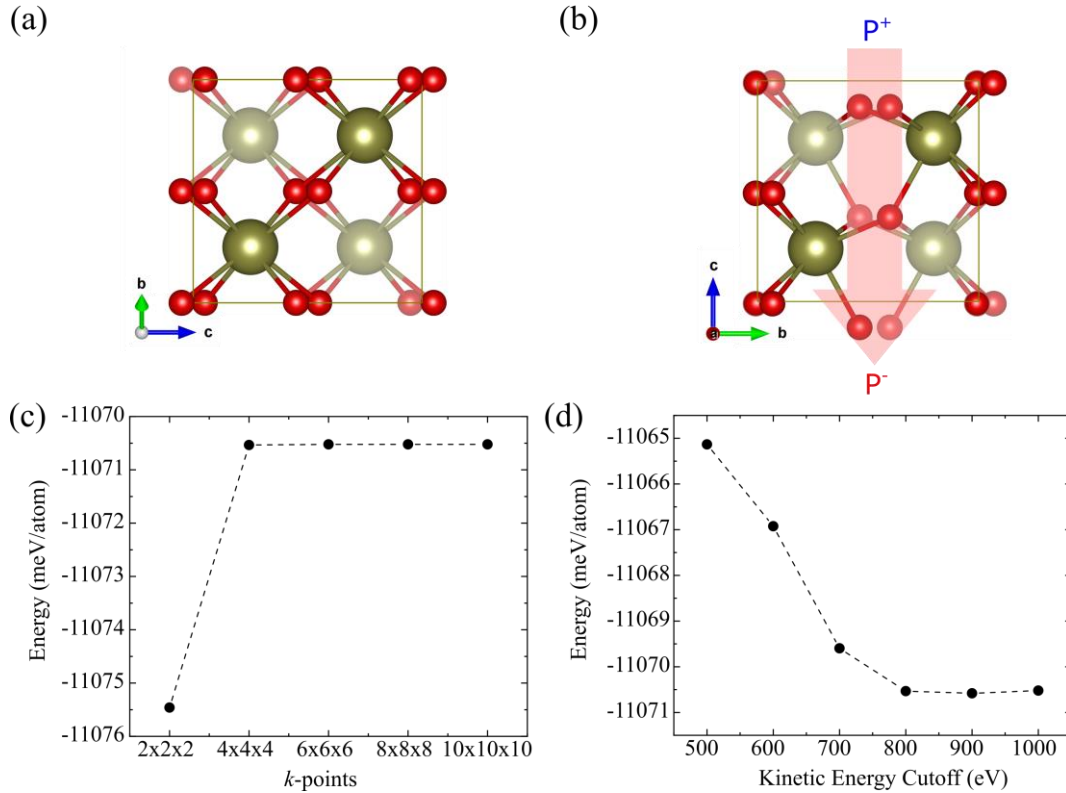 (a)
b
c
(b)
P+
c
a
b
P-
(c)
-11070
-11071
-11072
-11073
-11074
-11075
-11076
Energy (meV/atom)
2x2x2 4x4x4 6x6x6 8x8x8 10x10x10
k-points
(d)
-11065
-11066
-11067
-11068
-11069
-11070
-11071
Energy (meV/atom)
500 600 700 800 900 1000
Kinetic Energy Cutoff (eV)